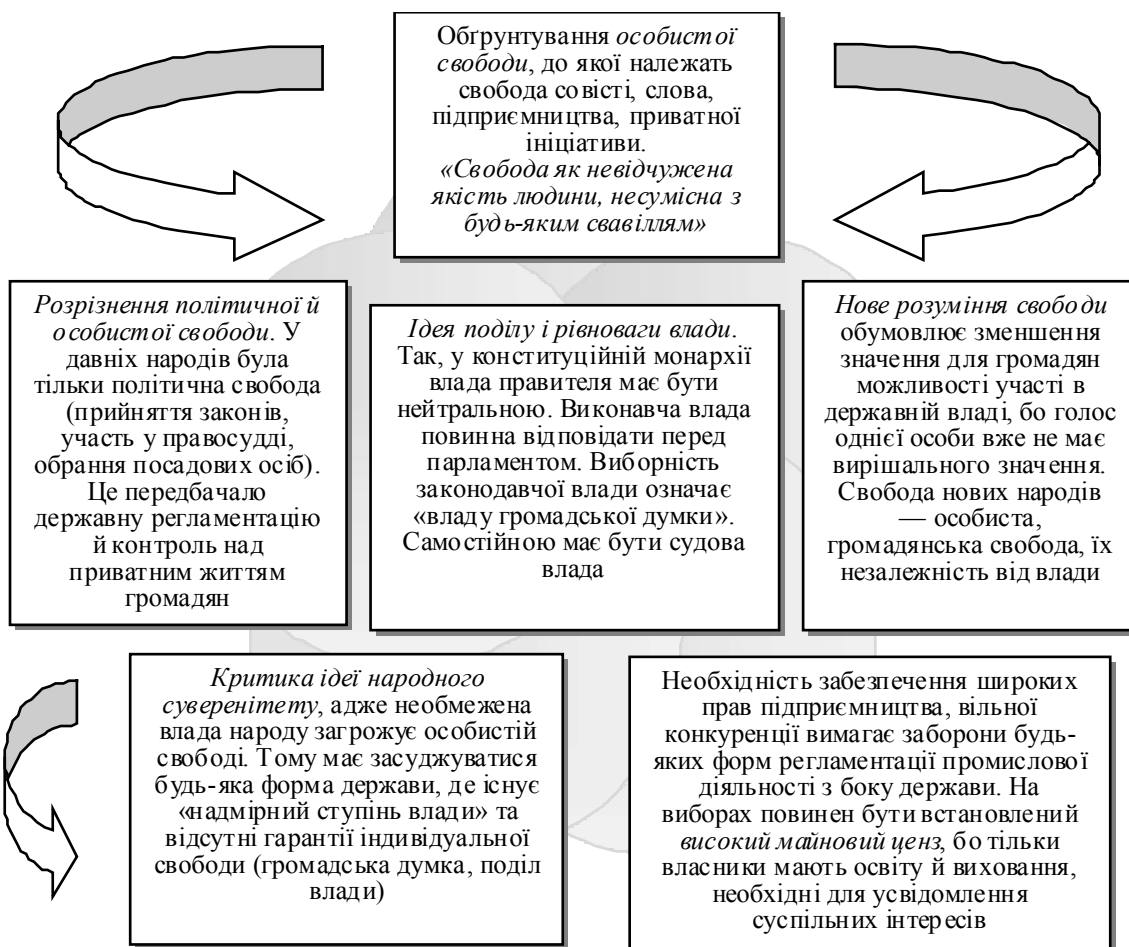 Обґрунтування особистої
свободи, до якої належать
свобода совісті, слова,
підприємництва, приватної
ініціативи.
«Свобода як невідчужена
якість людини, несумісна з
будь-яким свавіллям»
Розрізнення політичної й
особистої свободи. У
давніх народів була
тільки політична свобода
(прийняття законів,
участь у правосудді,
обрання посадових осіб).
Це передбачало
державну регламентацію
й контроль над
приватним життям
громадян
Ідея поділу і рівноваги влади.
Так, у конституційній монархії
влада правителя має бути
нейтральною. Виконавча влада
повинна відповідати перед
парламентом. Виборність
законодавчої влади означає
«владу громадської думки».
Самостійною має бути судова
влада
Нове розуміння свободи
обумовлює зменшення
значення для громадян
можливості участі в
державній владі, бо голос
однієї особи вже не має
вирішального значення.
Свобода нових народів
— особиста,
громадянська свобода, їх
незалежність від влади
Критика ідеї народного
суверенітету, адже необмежена
влада народу загрожує особистій
свободі. Тому має засуджуватися
будь-яка форма держави, де існує
«надмірний ступінь влади» та
відсутні гарантії індивідуальної
свободи (громадська думка, поділ
влади)
Необхідність забезпечення широких
прав підприємництва, вільної
конкуренції вимагає заборони будь-
яких форм регламентації промислової
діяльності з боку держави. На
виборах повинен бути встановлений
високий майновий ценз, бо тільки
власники мають освіту й виховання,
необхідні для усвідомлення
суспільних інтересів